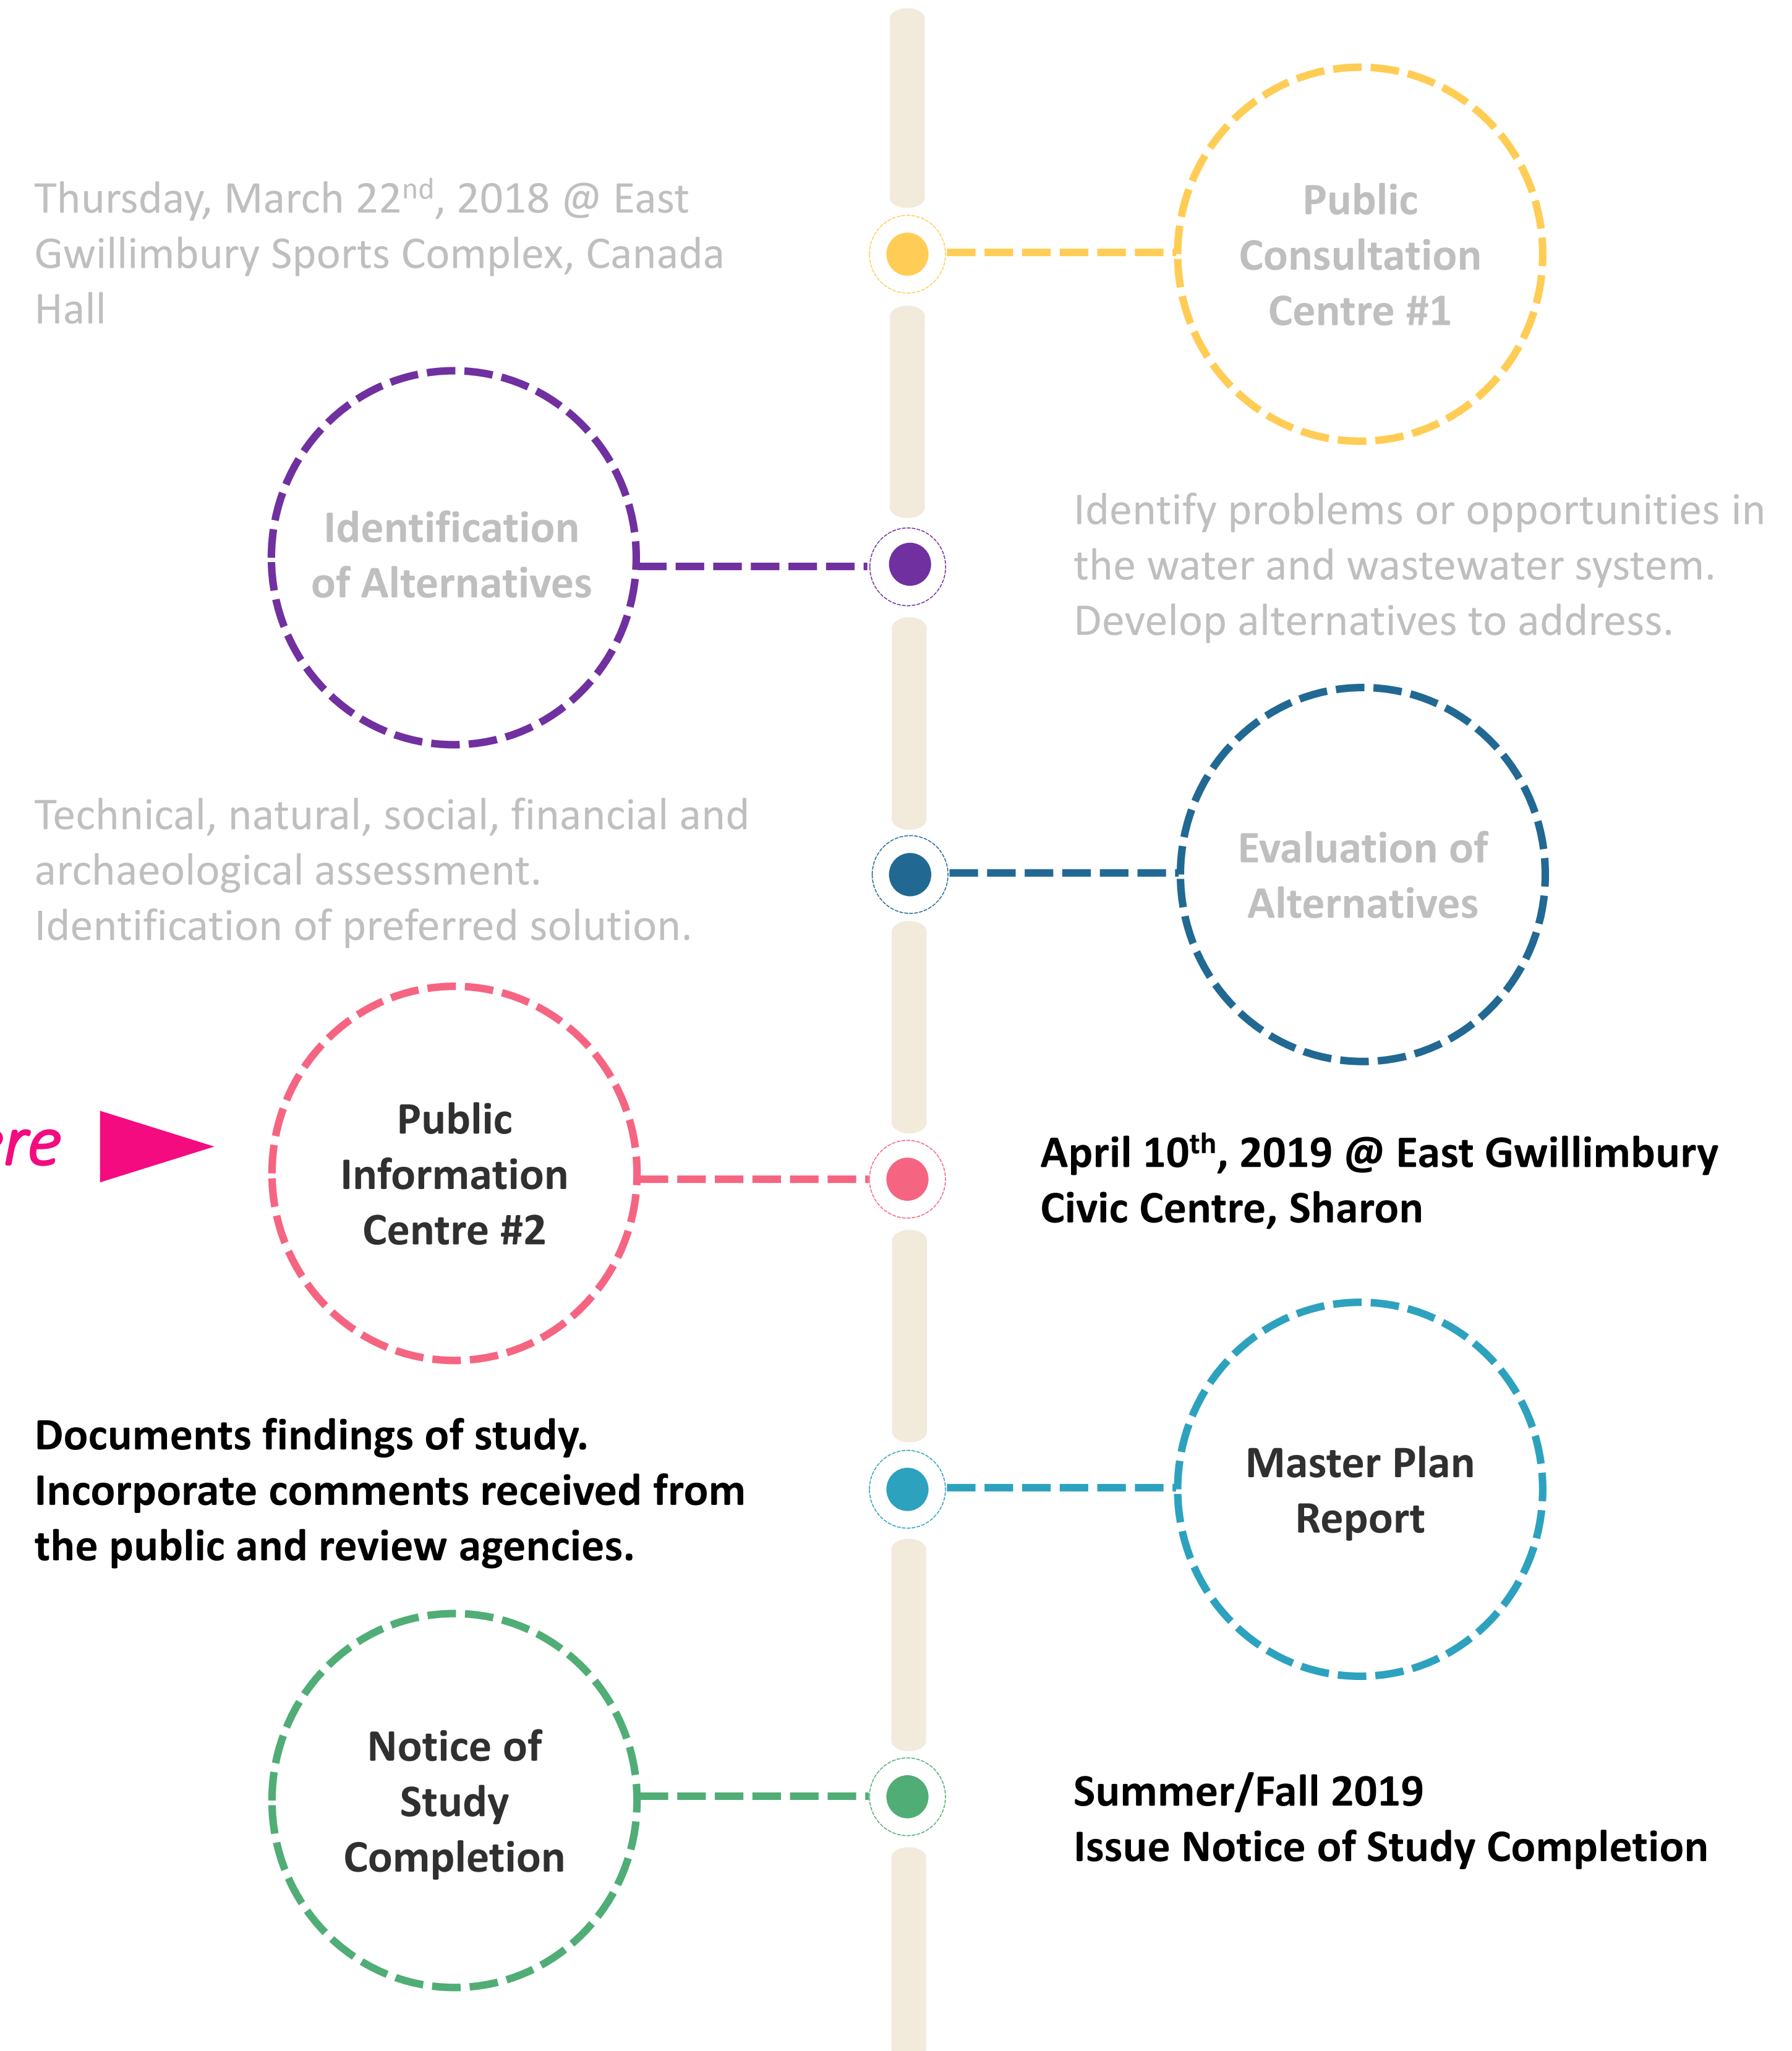 Thursday, March 22nd, 2018 @ East
Gwillimbury Sports Complex, Canada
Hall
Public
Consultation
Centre #1
Identification
of Alternatives
Identify problems or opportunities in
the water and wastewater system.
Develop alternatives to address.
Technical, natural, social, financial and
archaeological assessment.
Identification of preferred solution.
Evaluation of
Alternatives
Public
Information
Centre #2
April 10th, 2019 @ East Gwillimbury
Civic Centre, Sharon
Documents findings of study.
Incorporate comments received from
the public and review agencies.
Master Plan
Report
Notice of
Study
Completion
Summer/Fall 2019
Issue Notice of Study Completion